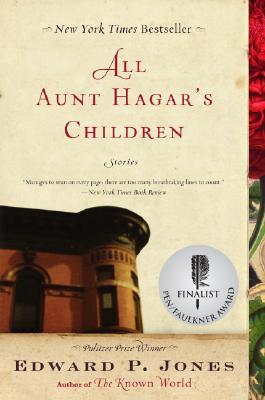 New York Times Bestseller
ALL
AUNT HAGAR'S
CHILDREN
Stories
"Manages to stun on every page; there are too many breathtaking lines to count."
— New York Times Book Review
FINALIST
PEN/FAULKNER AWARD
Pulitzer Prize Winner
EDWARD P. JONES
Author of The Known World